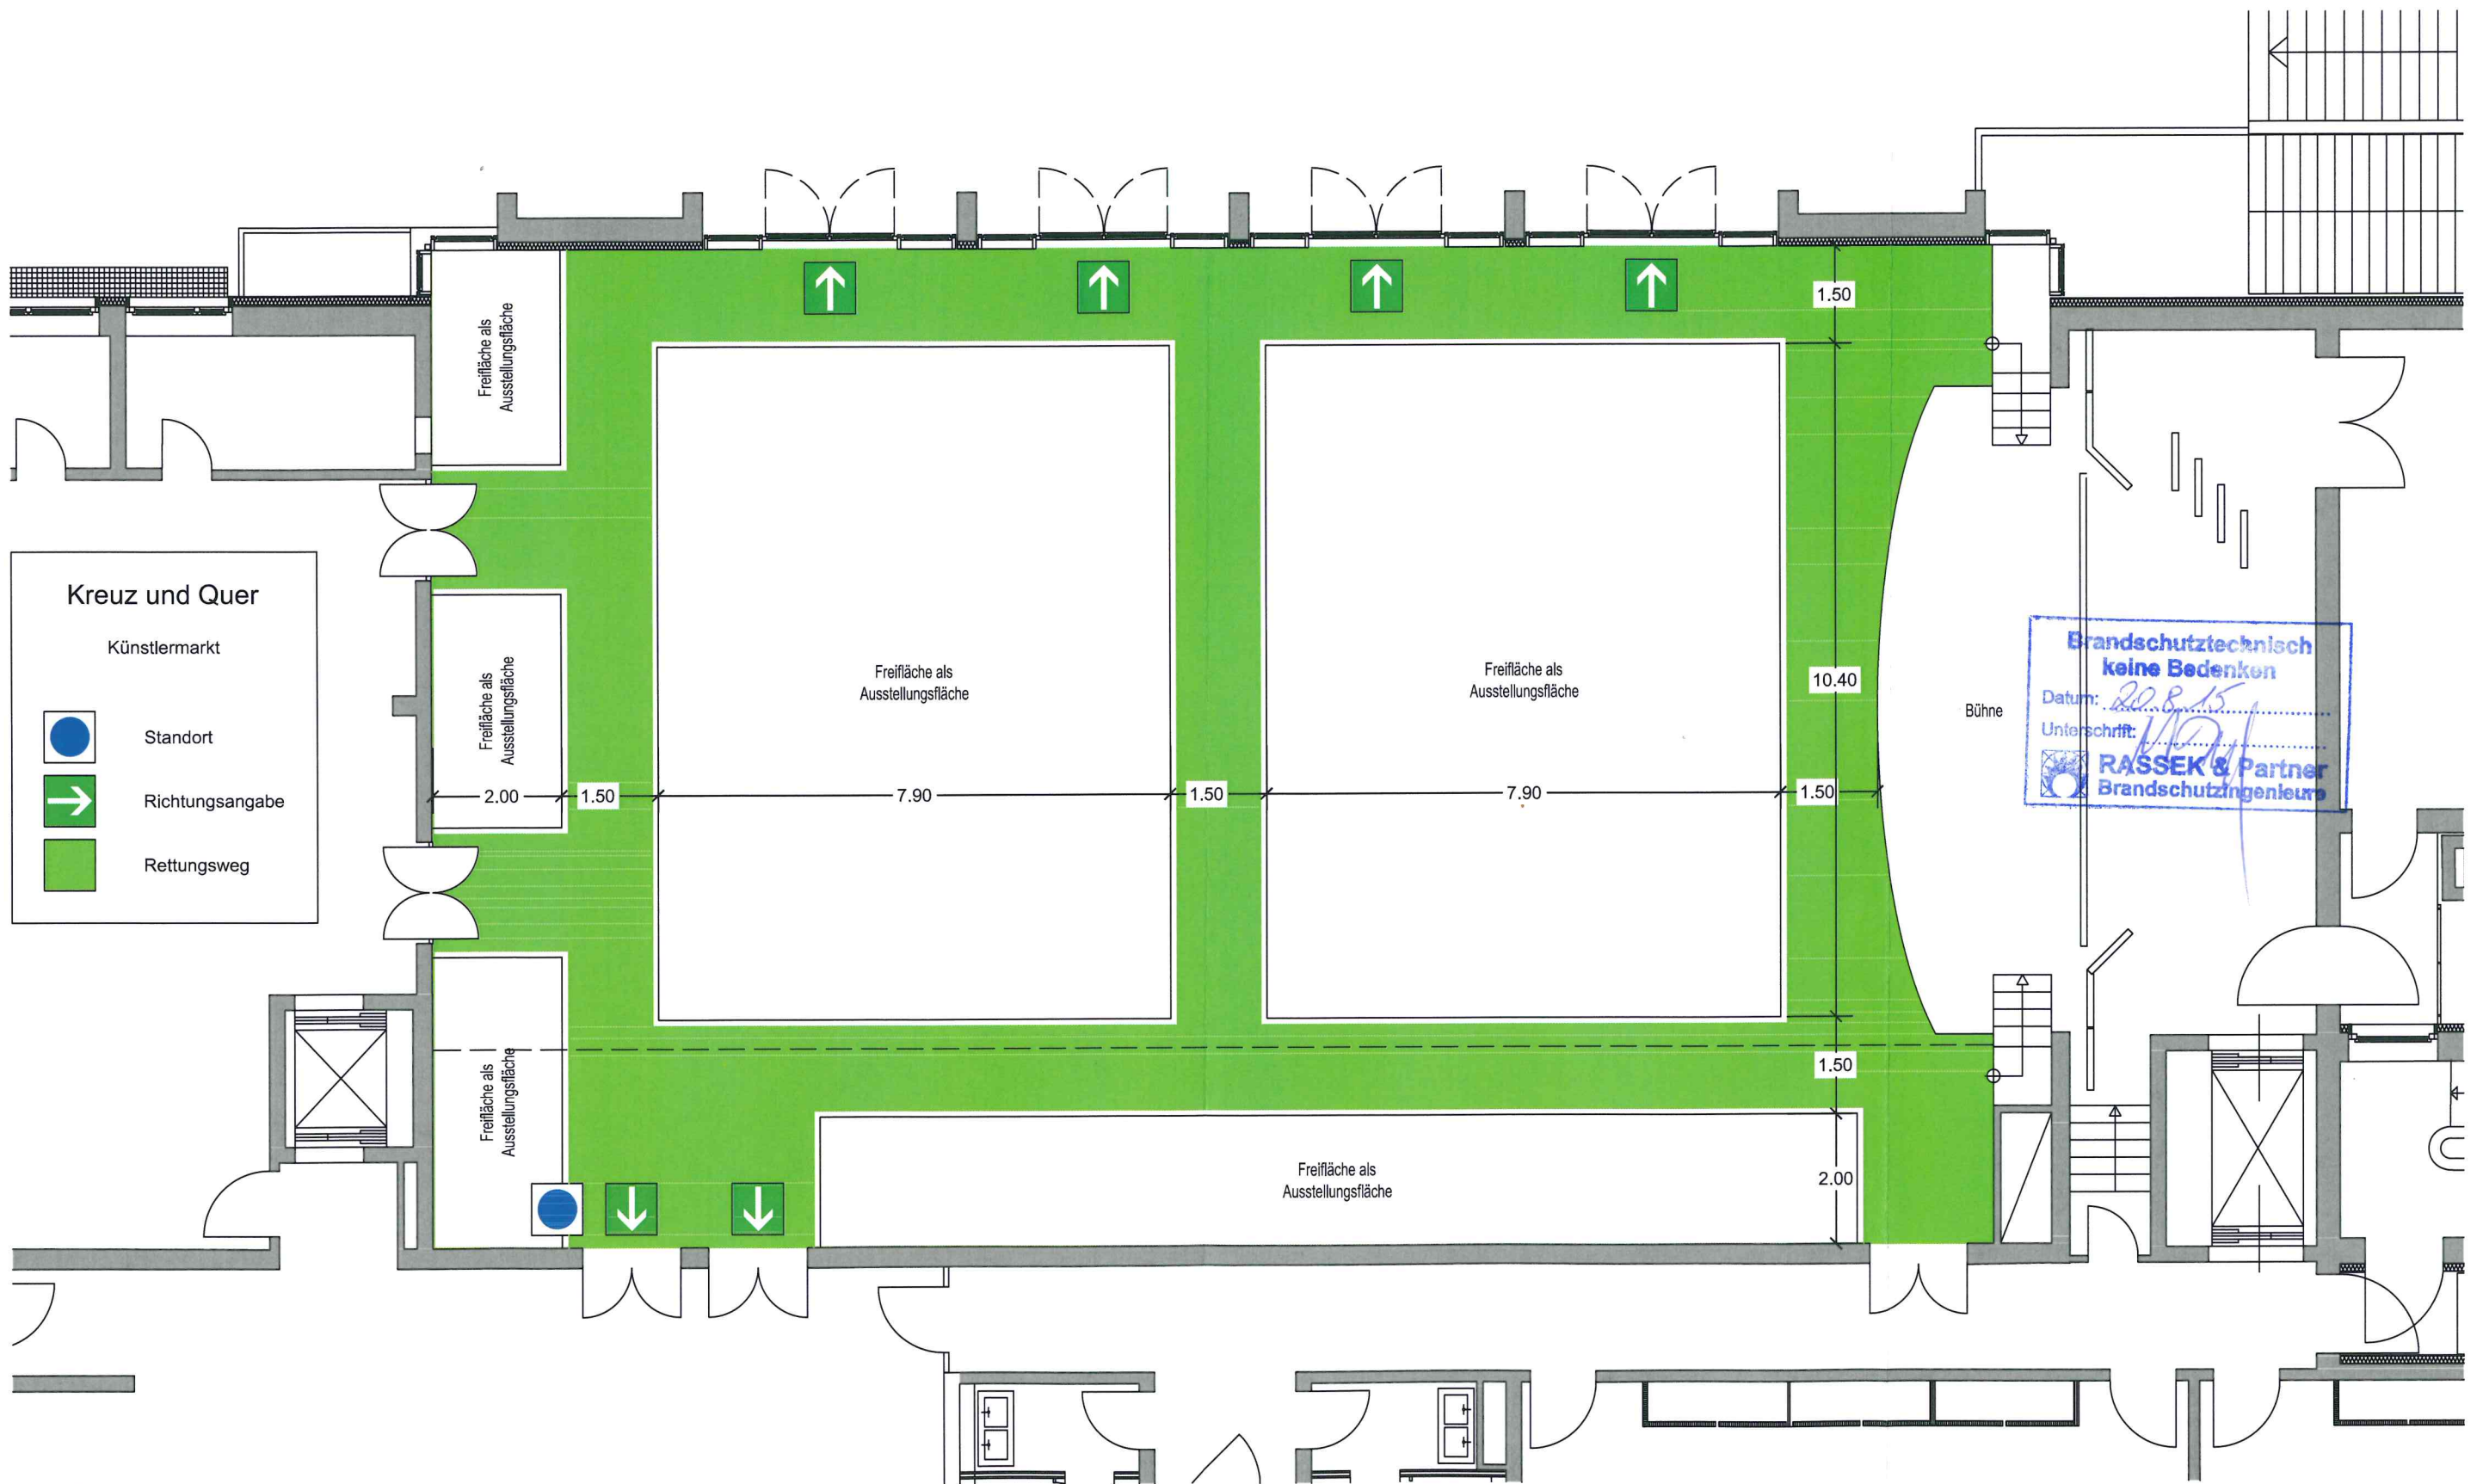 1.50
Freifläche als
Ausstellungsfläche
Kreuz und Quer
Künstlermarkt
Standort
Richtungsangabe
Rettungsweg
Freifläche als
Ausstellungsfläche
Freifläche als
Ausstellungsfläche
Freifläche als
Ausstellungsfläche
10.40
Bühne
Brandschutztechnisch
keine Bedenken
Datum: 20.8.15
Unterschrift:
RASSEK & Partner
Brandschutzingenieure
2.00
1.50
7.90
1.50
7.90
1.50
1.50
Freifläche als
Ausstellungsfläche
Freifläche als
Ausstellungsfläche
2.00